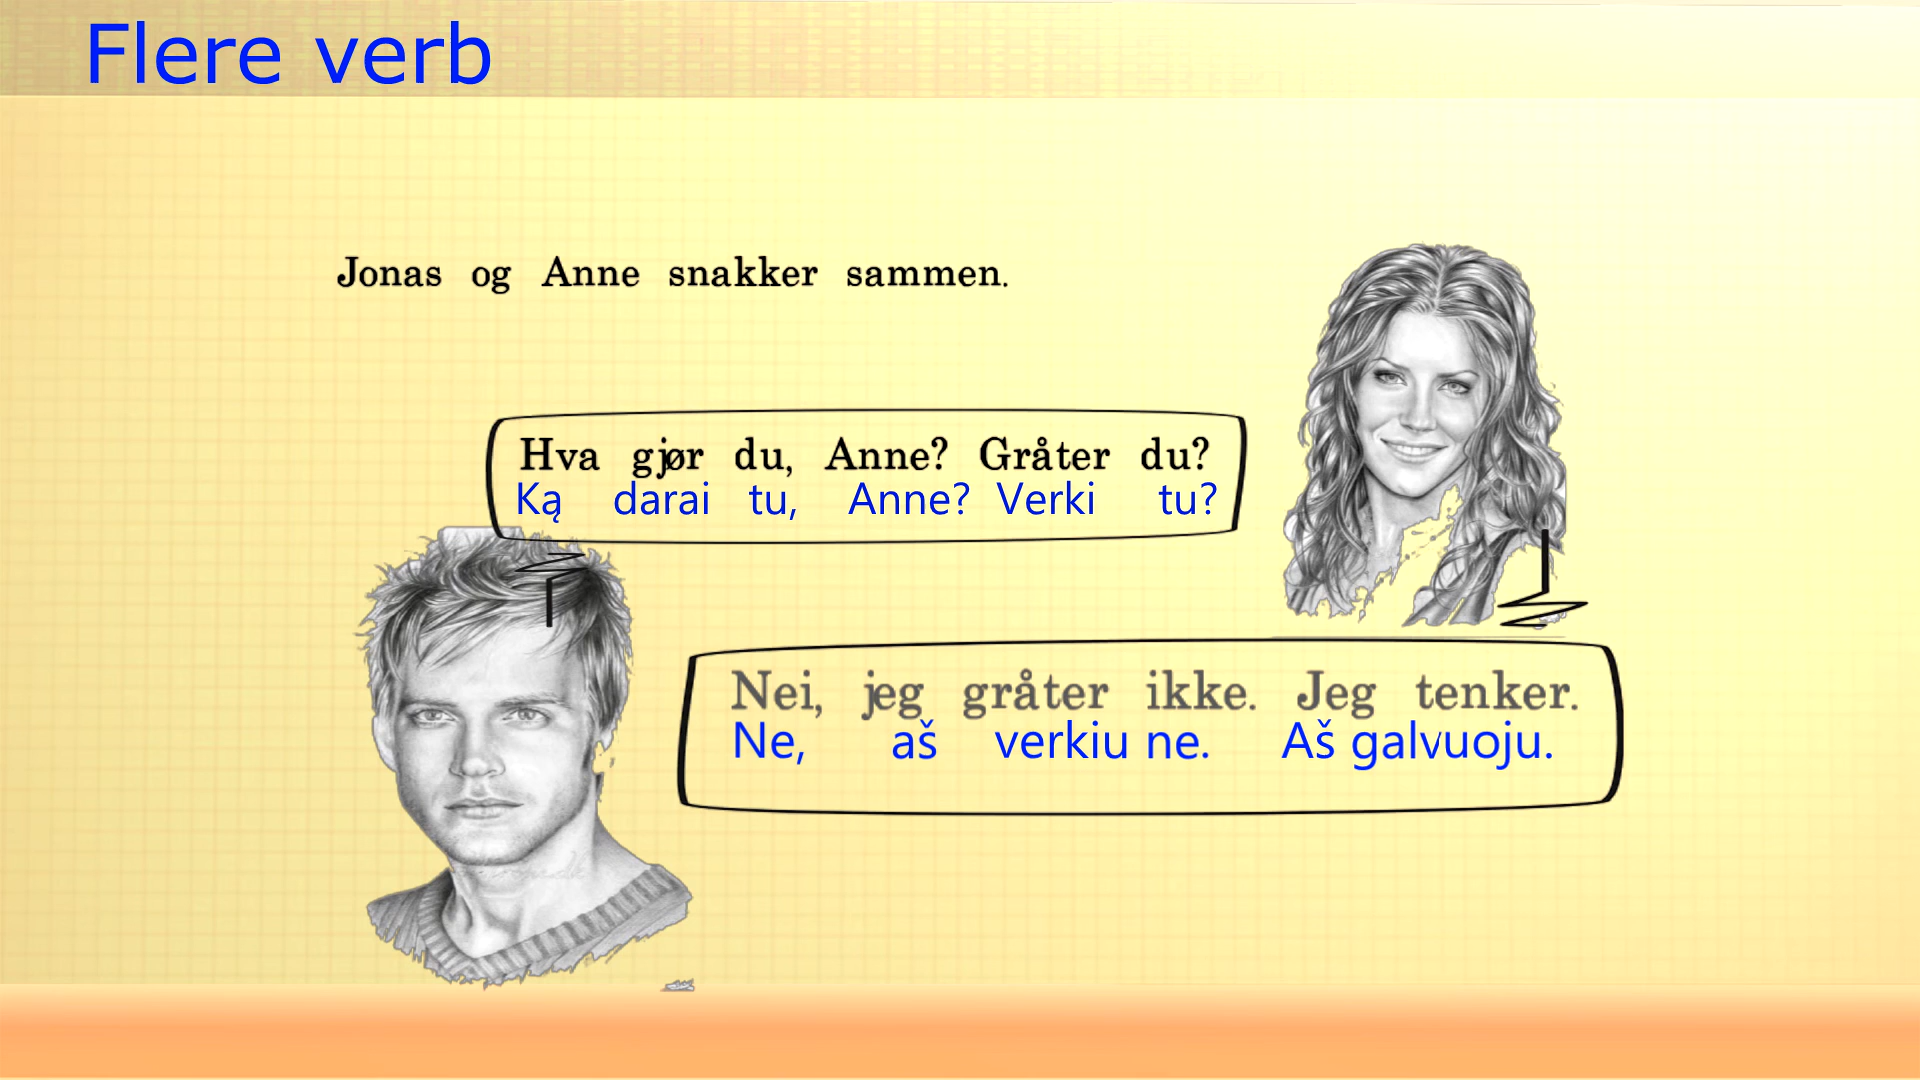 Flere verb
Jonas og Anne snakker sammen.
Hva gjør du, Anne? Gråter du?
Ką darai tu, Anne? Verki tu?
Nei, jeg gråter ikke. Jeg tenker.
Ne, aš verkiu ne. Aš galvuoju.